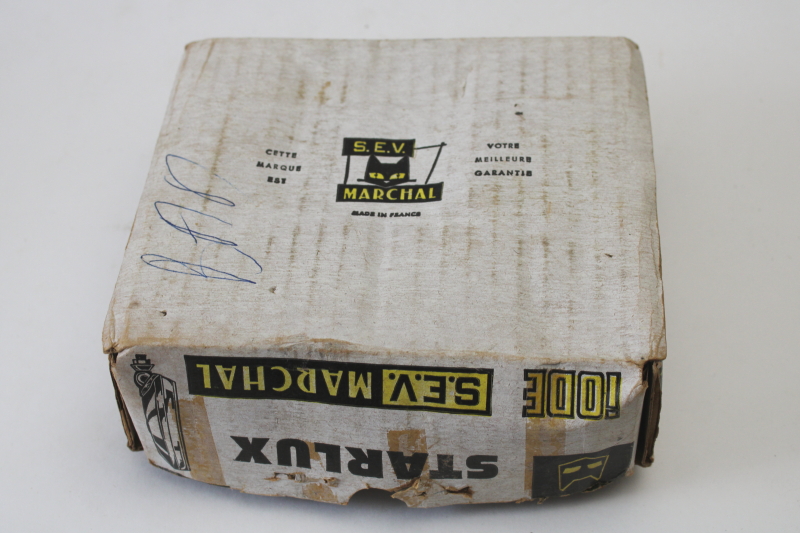 CETTE
MARQUE
EST
S.E.V.
MARCHAL
MADE IN FRANCE
VOTRE
MEILLEURE
GARANTIE
iODE
S.E.V. MARCHAL
STARLUX